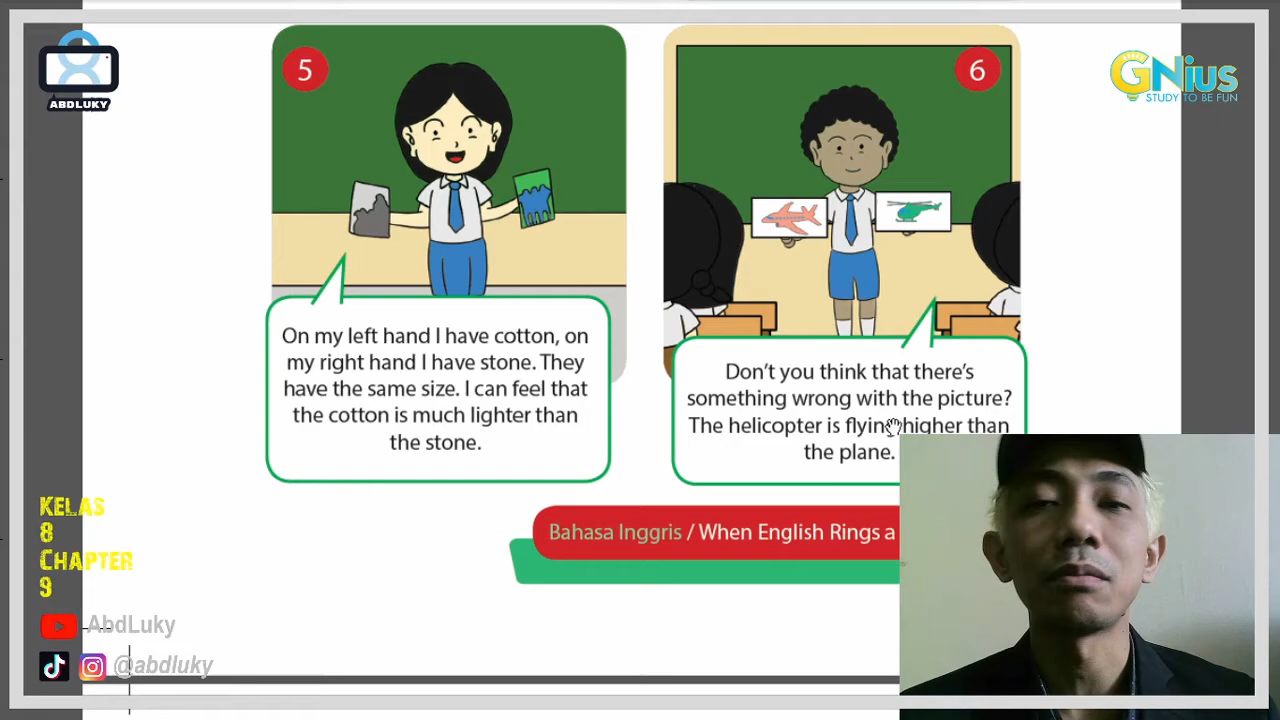 ABDLUKY
GNIUS
STUDY TO BE FUN
5
6
On my left hand I have cotton, on
my right hand I have stone. They
have the same size. I can feel that
the cotton is much lighter than
the stone.
Don't you think that there's
something wrong with the picture?
The helicopter is flying higher than
the plane.
KELAS
8
CHAPTER
9
Bahasa Inggris / When English Rings a
AbdLuky
@abdluky